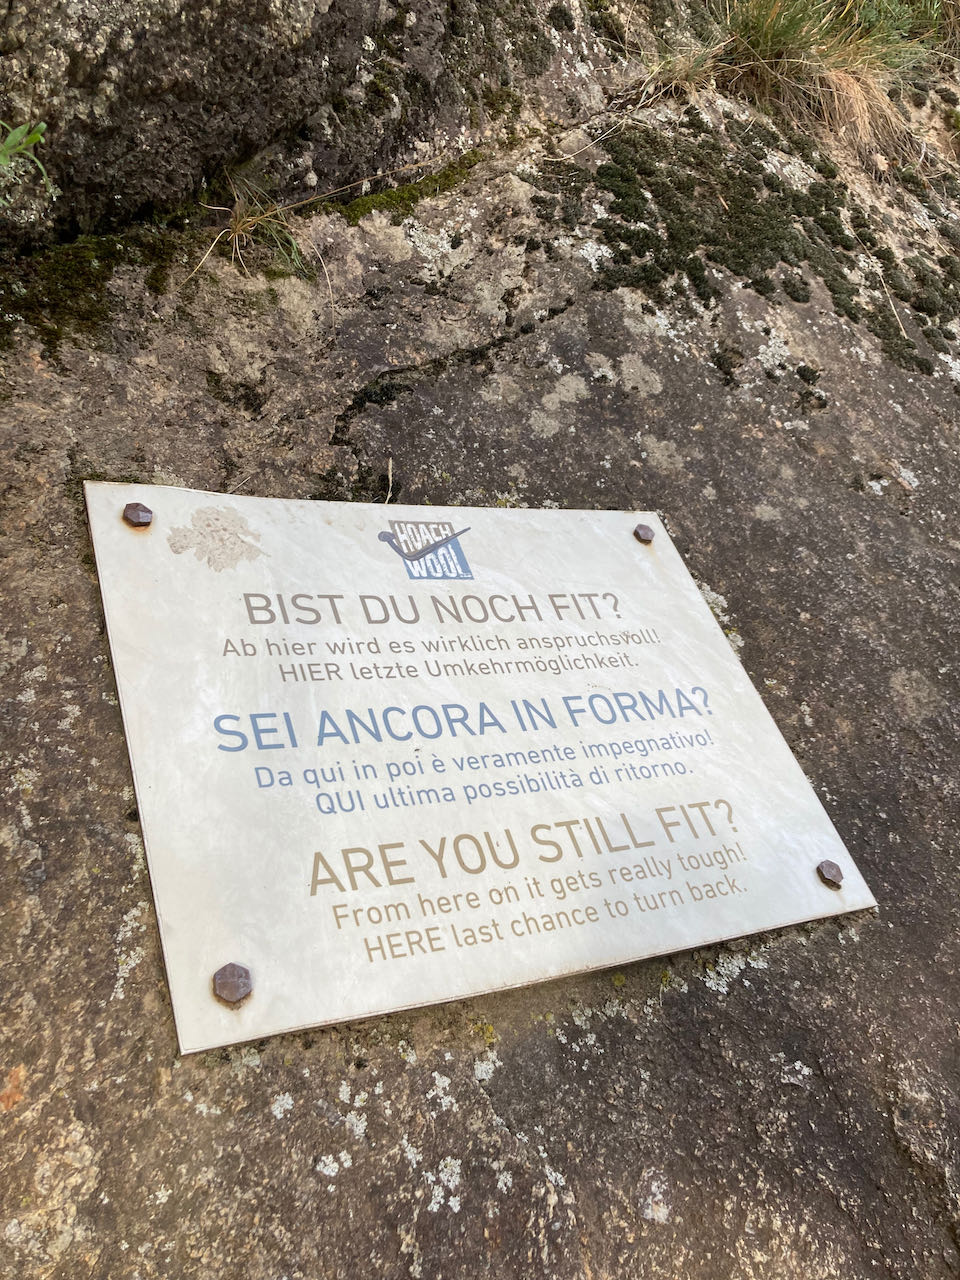 HOACH
WOOL
BIST DU NOCH FIT?
Ab hier wird es wirklich anspruchsvoll!
HIER letzte Umkehrmöglichkeit.
SEI ANCORA IN FORMA?
Da qui in poi è veramente impegnativo!
QUI ultima possibilità di ritorno.
ARE YOU STILL FIT?
From here on it gets really tough!
HERE last chance to turn back.